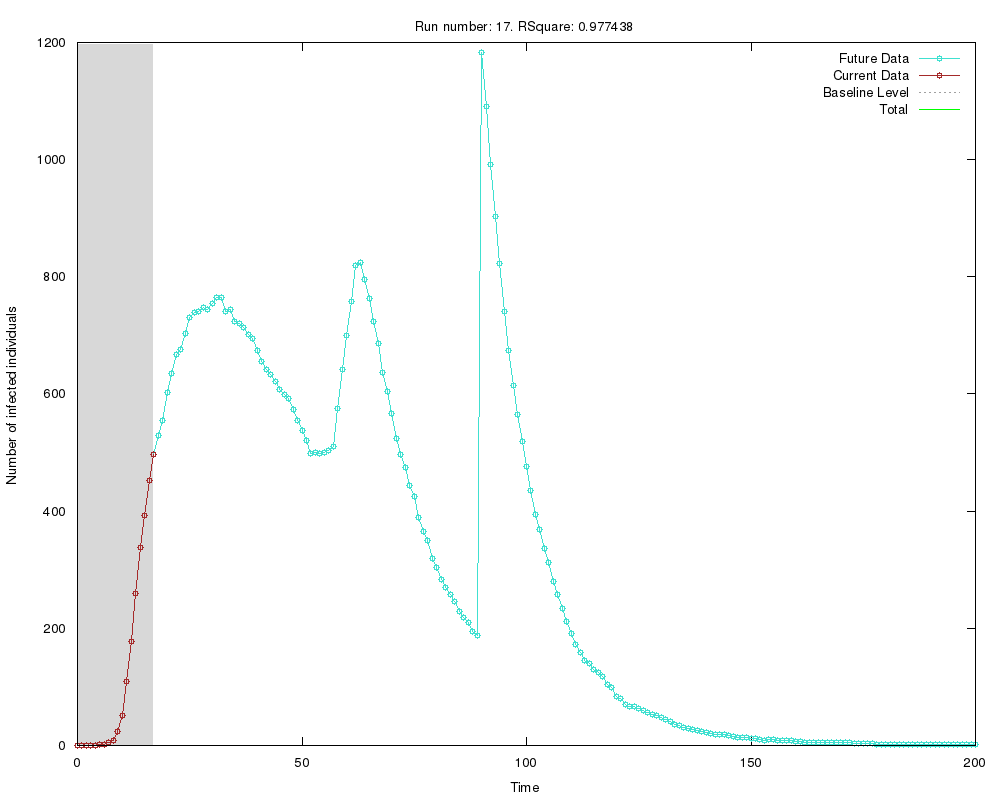 Run number: 17. RSquare: 0.977438
1200
1000
800
600
400
200
0
Number of infected individuals
Future Data
Current Data
Baseline Level
Total
0
50
100
150
200
Time